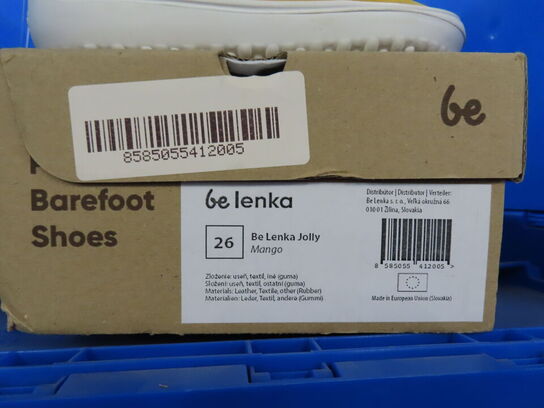 be
8585055412005
Barefoot
Shoes
be lenka
26
Be Lenka Jolly
Mango
Distribútor | Distributor | Verteiler:
Be Lenka s. r. o., Veľká okružná 66
010 01 Žilina, Slovakia
8 585055 412005 >
Zloženie: useň, textil, iné (guma)
Složení: useň, textil, ostatní (guma)
Materials: Leather, Textile, other (Rubber)
Materialien: Leder, Textil, andere (Gummi)
Made in European Union (Slovakia)